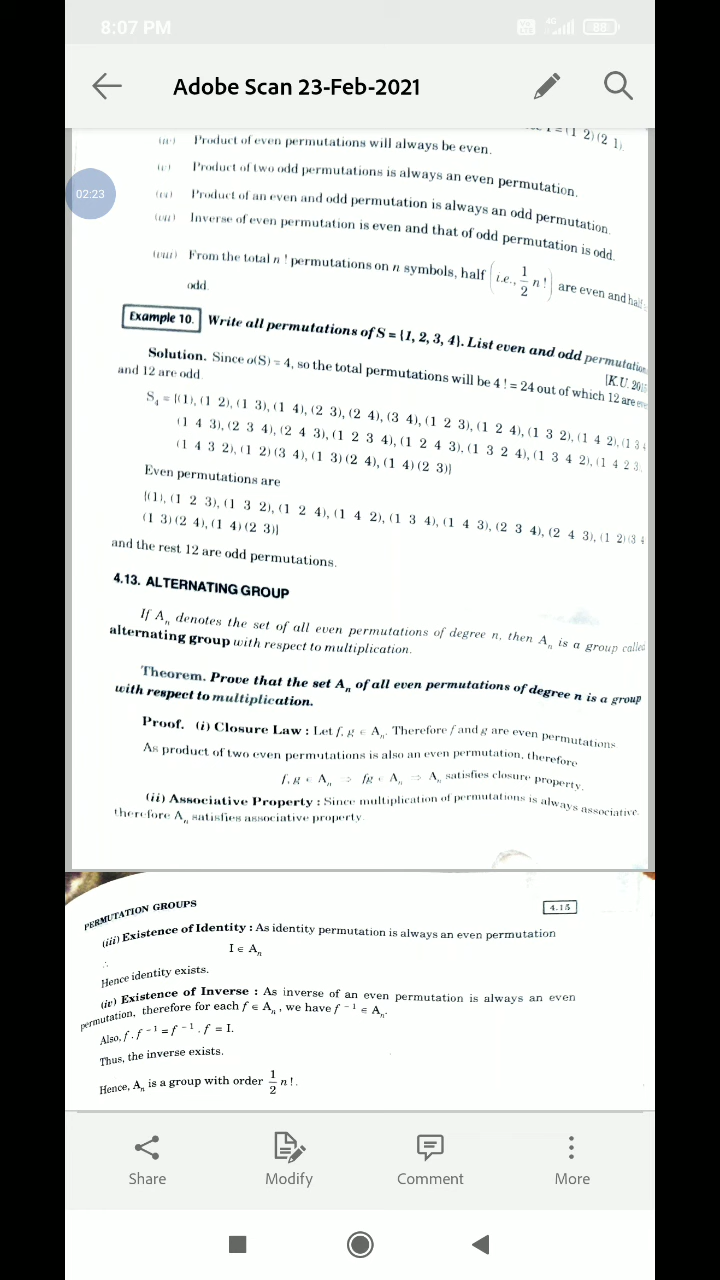 8:07 PM
4G
88
Adobe Scan 23-Feb-2021
(1 2)(2 1).
(iv) Product of even permutations will always be even.
02:23
(v) Product of two odd permutations is always an even permutation.
(vi) Product of an even and odd permutation is always an odd permutation.
(vii) Inverse of even permutation is even and that of odd permutation is odd.
(viii) From the total n ! permutations on n symbols, half (i.e., 1/2 n !) are even and half
odd.
Example 10. Write all permutations of S = {1, 2, 3, 4}. List even and odd
[K.U.
Solution. Since o(S) = 4, so the total permutations will be 4 ! = 24 out of which 12 are
and 12 are odd.
S₄ = {(1), (1 2), (1 3), (1 4), (2 3), (2 4), (3 4), (1 2 3), (1 2 4), (1 3 2), (1 4 2), (1 3 4
(1 4 3), (2 3 4), (2 4 3), (1 2 3 4), (1 2 4 3), (1 3 2 4), (1 3 4 2), (1 4 2 3),
(1 4 3 2), (1 2)(3 4), (1 3)(2 4), (1 4)(2 3)}
Even permutations are
{(1), (1 2 3), (1 3 2), (1 2 4), (1 4 2), (1 3 4), (1 4 3), (2 3 4), (2 4 3), (1 2)(3 4
(1 3)(2 4), (1 4)(2 3)}
and the rest 12 are odd permutations.
4.13. ALTERNATING GROUP
If Aₙ denotes the set of all even permutations of degree n, then Aₙ is a group called
alternating group with respect to multiplication.
Theorem. Prove that the set Aₙ of all even permutations of degree n is a group
with respect to multiplication.
Proof. (i) Closure Law : Let f, g ∈ Aₙ. Therefore f and g are even permutations.
As product of two even permutations is also an even permutation, therefore
f, g ∈ Aₙ ⇒ fg ∈ Aₙ ⇒ Aₙ satisfies closure property.
(ii) Associative Property : Since multiplication of permutations is always associative.
therefore Aₙ satisfies associative property.
PERMUTATION GROUPS
4.15
(iii) Existence of Identity : As identity permutation is always an even permutation
∴ I ∈ Aₙ
Hence identity exists.
(iv) Existence of Inverse : As inverse of an even permutation is always an even
permutation, therefore for each f ∈ Aₙ, we have f ⁻¹ ∈ Aₙ.
Also, f . f ⁻¹ = f ⁻¹ . f = I.
Thus, the inverse exists.
Hence, Aₙ is a group with order 1/2 n !.
Share
Modify
Comment
More